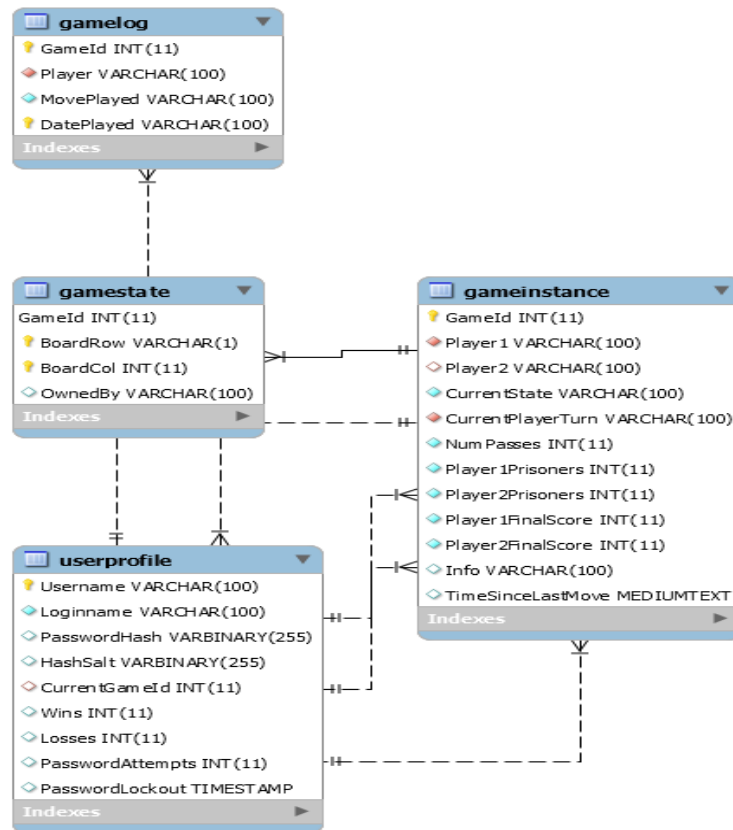 gamelog
GameId INT(11)
Player VARCHAR(100)
MovePlayed VARCHAR(100)
DatePlayed VARCHAR(100)
Indexes
gamestate
GameId INT(11)
BoardRow VARCHAR(1)
BoardCol INT(11)
OwnedBy VARCHAR(100)
Indexes
gameinstance
GameId INT(11)
Player1 VARCHAR(100)
Player2 VARCHAR(100)
CurrentState VARCHAR(100)
CurrentPlayerTurn VARCHAR(100)
NumPasses INT(11)
Player1Prisoners INT(11)
Player2Prisoners INT(11)
Player1FinalScore INT(11)
Player2FinalScore INT(11)
Info VARCHAR(100)
TimeSinceLastMove MEDIUMTEXT
Indexes
userprofile
Username VARCHAR(100)
Loginname VARCHAR(100)
PasswordHash VARBINARY(255)
HashSalt VARBINARY(255)
CurrentGameId INT(11)
Wins INT(11)
Losses INT(11)
PasswordAttempts INT(11)
PasswordLockout TIMESTAMP
Indexes